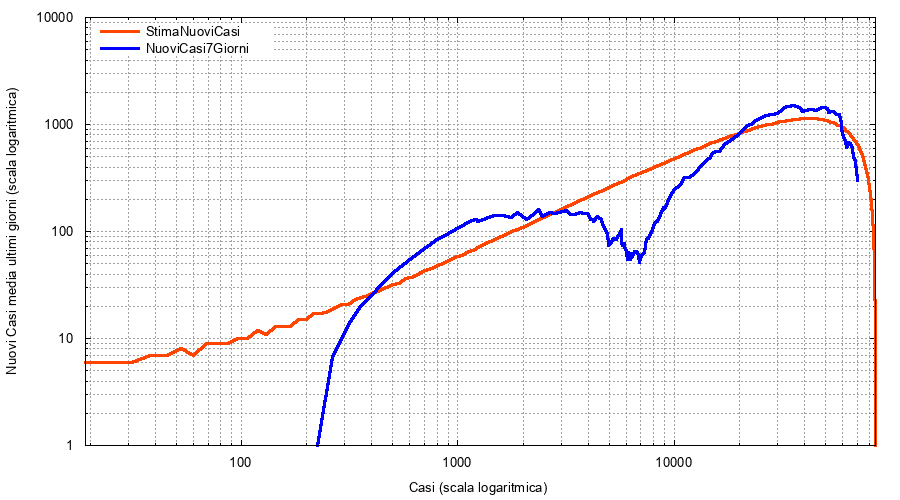 StimaNuoviCasi
NuoviCasi7Giorni
10000
1000
100
10
1
Nuovi Casi media ultimi giorni (scala logaritmica)
100
1000
10000
Casi (scala logaritmica)